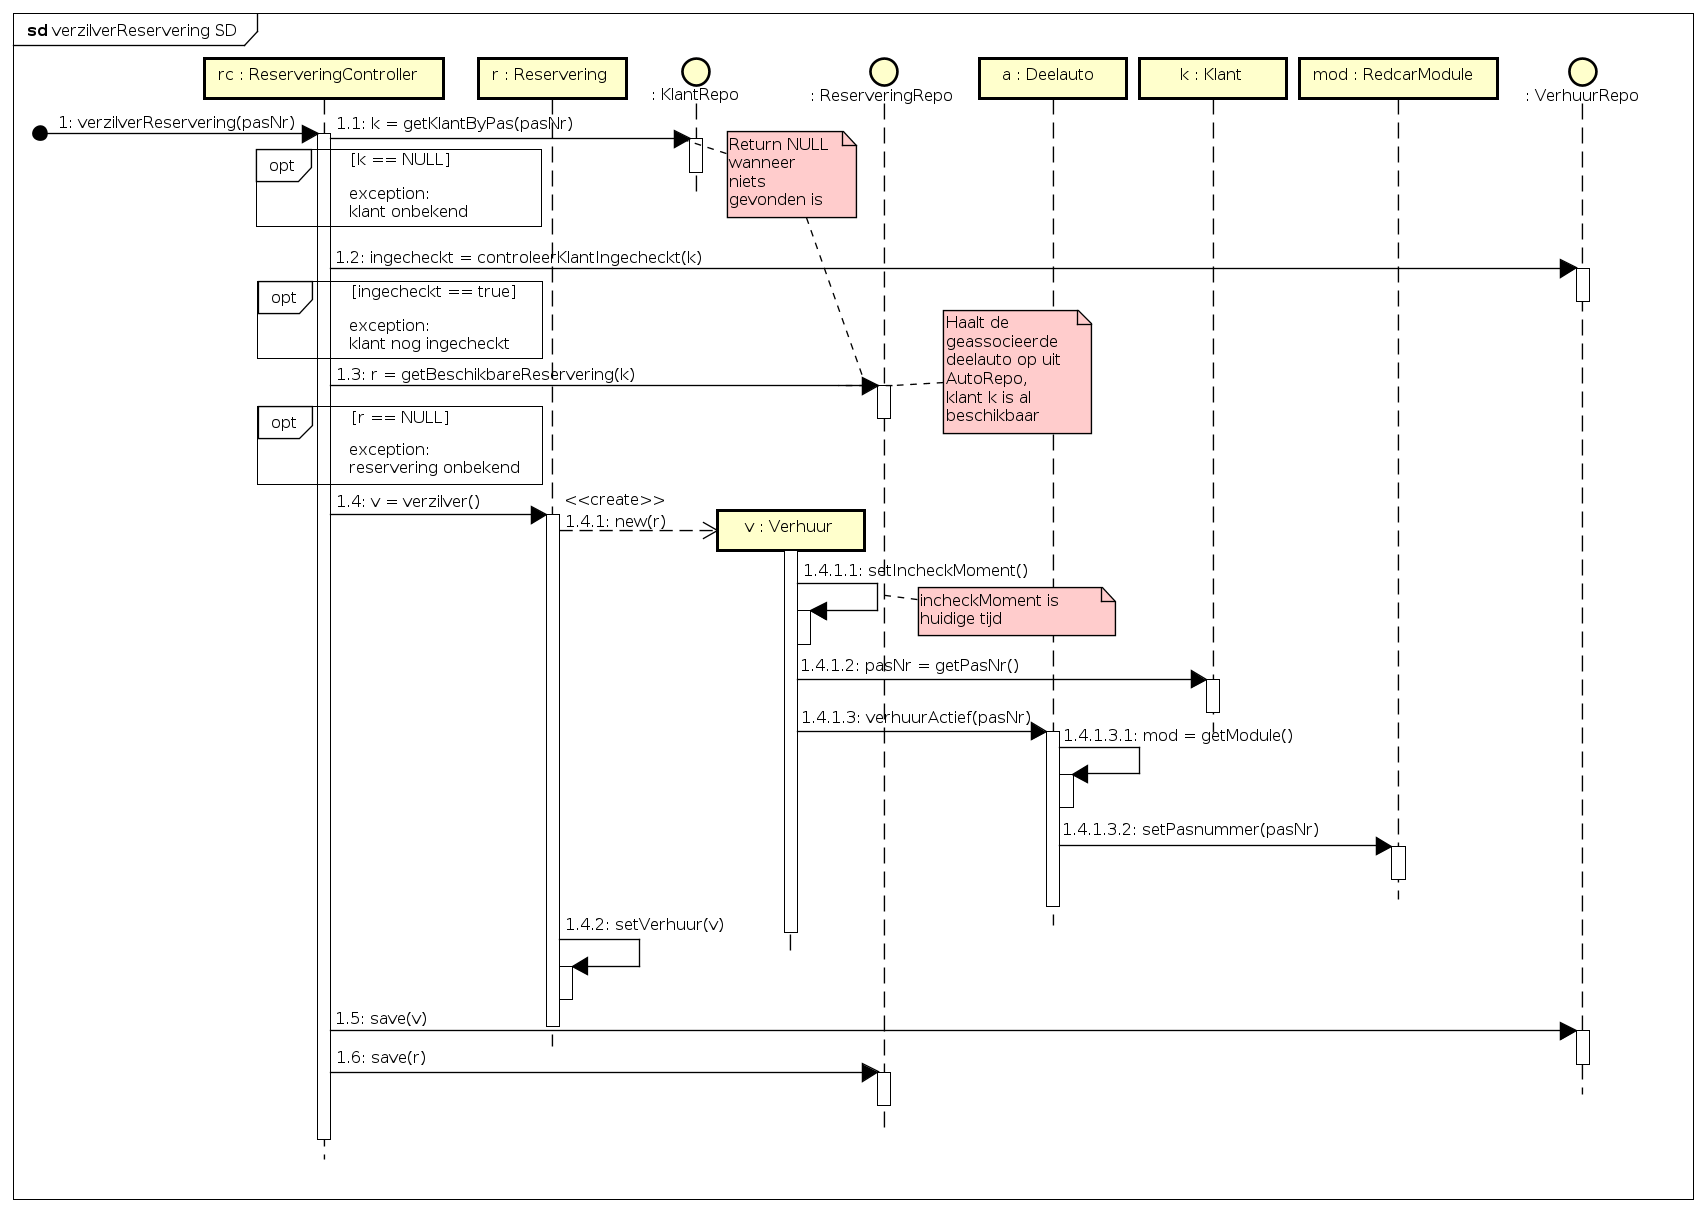 sd verzilverReservering SD
rc : ReserveringController
r : Reservering
: KlantRepo
: ReserveringRepo
a : Deelauto
k : Klant
mod : RedcarModule
: VerhuurRepo
1: verzilverReservering(pasNr)
1.1: k = getKlantByPas(pasNr)
Return NULL
wanneer
niets
gevonden is
opt
[k == NULL]
exception:
klant onbekend
1.2: ingecheckt = controleerKlantIngecheckt(k)
opt
[ingecheckt == true]
exception:
klant nog ingecheckt
Haalt de
geassocieerde
deelauto op uit
AutoRepo,
klant k is al
beschikbaar
1.3: r = getBeschikbareReservering(k)
opt
[r == NULL]
exception:
reservering onbekend
1.4: v = verzilver()
<<create>>
1.4.1: new(r)
v : Verhuur
1.4.1.1: setIncheckMoment()
incheckMoment is
huidige tijd
1.4.1.2: pasNr = getPasNr()
1.4.1.3: verhuurActief(pasNr)
1.4.1.3.1: mod = getModule()
1.4.1.3.2: setPasnummer(pasNr)
1.4.2: setVerhuur(v)
1.5: save(v)
1.6: save(r)